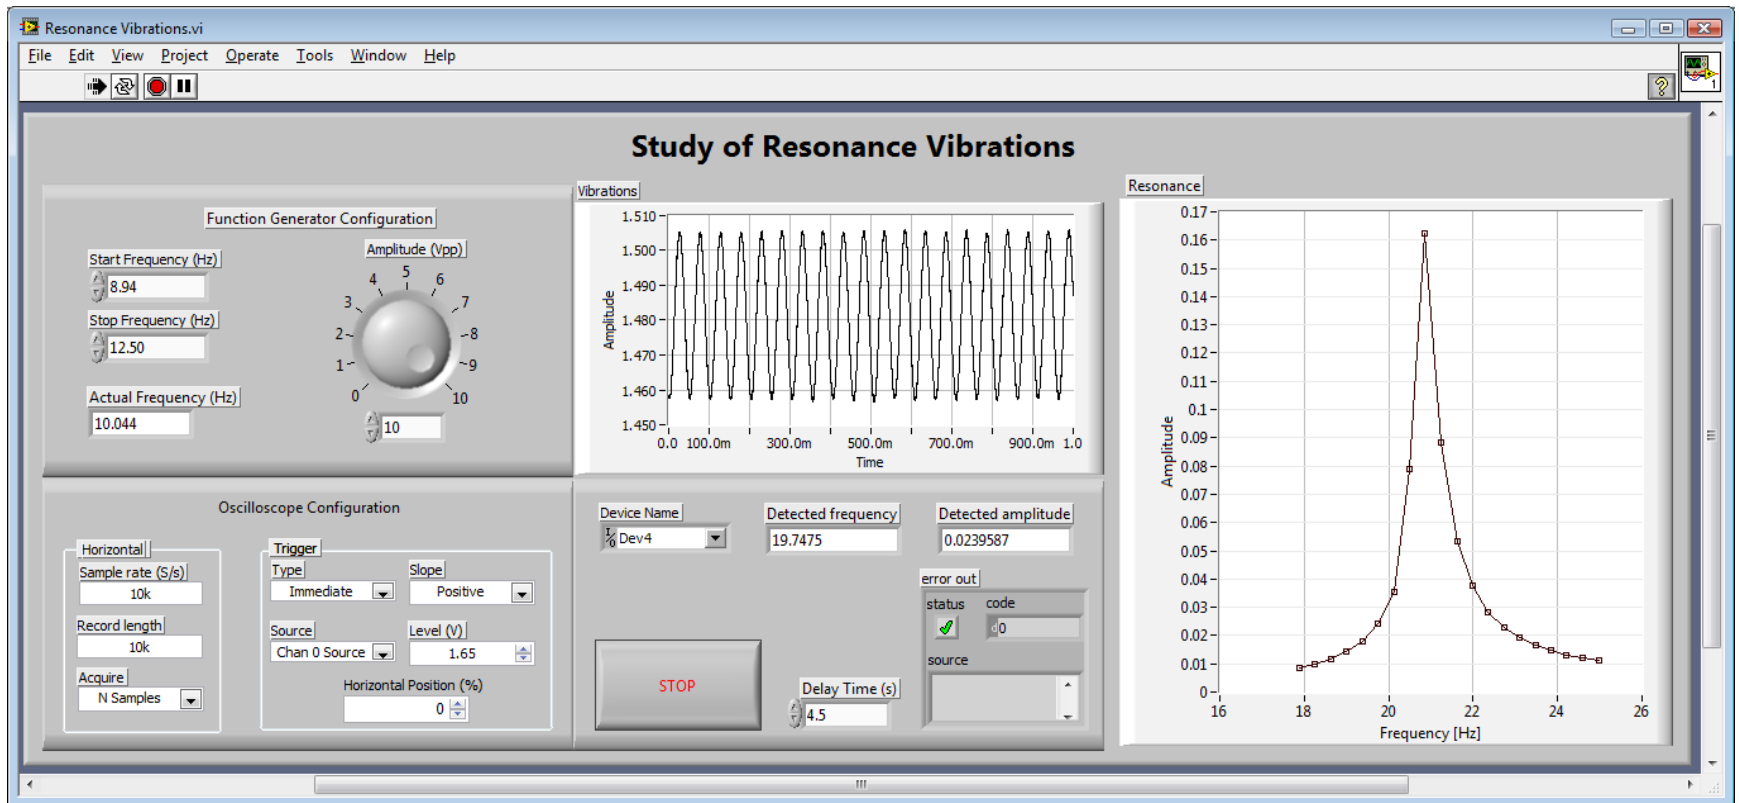 Resonance Vibrations.vi
File Edit View Project Operate Tools Window Help
1
Study of Resonance Vibrations
Function Generator Configuration
Start Frequency (Hz)
8.94
Stop Frequency (Hz)
12.50
Actual Frequency (Hz)
10.044
Amplitude (Vpp)
0 1 2 3 4 5 6 7 8 9 10
10
Vibrations
Amplitude
1.510
1.500
1.490
1.480
1.470
1.460
1.450
0.0 100.0m 300.0m 500.0m 700.0m 900.0m 1.0
Time
Resonance
Amplitude
0.17
0.16
0.15
0.14
0.13
0.12
0.11
0.1
0.09
0.08
0.07
0.06
0.05
0.04
0.03
0.02
0.01
0
16 18 20 22 24 26
Frequency [Hz]
Oscilloscope Configuration
Horizontal
Sample rate (S/s)
10k
Record length
10k
Acquire
N Samples
Trigger
Type
Immediate
Slope
Positive
Source
Chan 0 Source
Level (V)
1.65
Horizontal Position (%)
0
Device Name
I/O Dev4
Detected frequency
19.7475
Detected amplitude
0.0239587
error out
status code
d0
source
STOP
Delay Time (s)
4.5